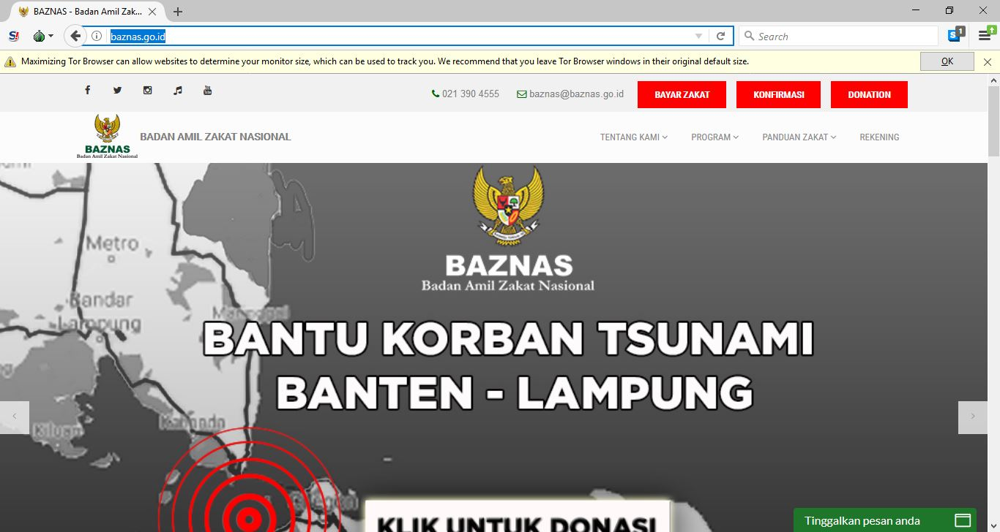 BAZNAS - Badan Amil Zak...
baznas.go.id
Search
1
Maximizing Tor Browser can allow websites to determine your monitor size, which can be used to track you. We recommend that you leave Tor Browser windows in their original default size.
OK
021 390 4555
baznas@baznas.go.id
BAYAR ZAKAT
KONFIRMASI
DONATION
BAZNAS
Badan Amil Zakat Nasional
BADAN AMIL ZAKAT NASIONAL
TENTANG KAMI
PROGRAM
PANDUAN ZAKAT
REKENING
BAZNAS
Badan Amil Zakat Nasional
Metro
Bandar
Lampung
BANTU KORBAN TSUNAMI
BANTEN - LAMPUNG
Kalianda
Kiluan
KLIK UNTUK DONASI
Tinggalkan pesan anda